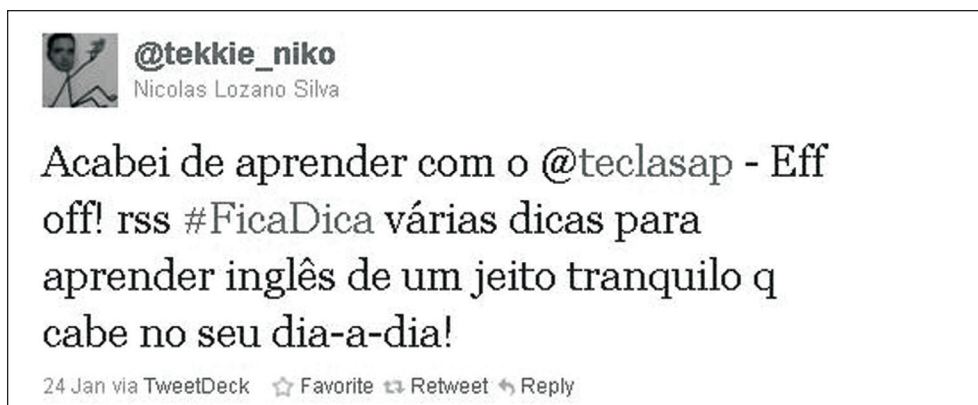 @tekkie_niko
Nicolas Lozano Silva
Acabei de aprender com o @teclasap - Eff
off! rss #FicaDica várias dicas para
aprender inglês de um jeito tranquilo q
cabe no seu dia-a-dia!
24 Jan via TweetDeck Favorite Retweet Reply